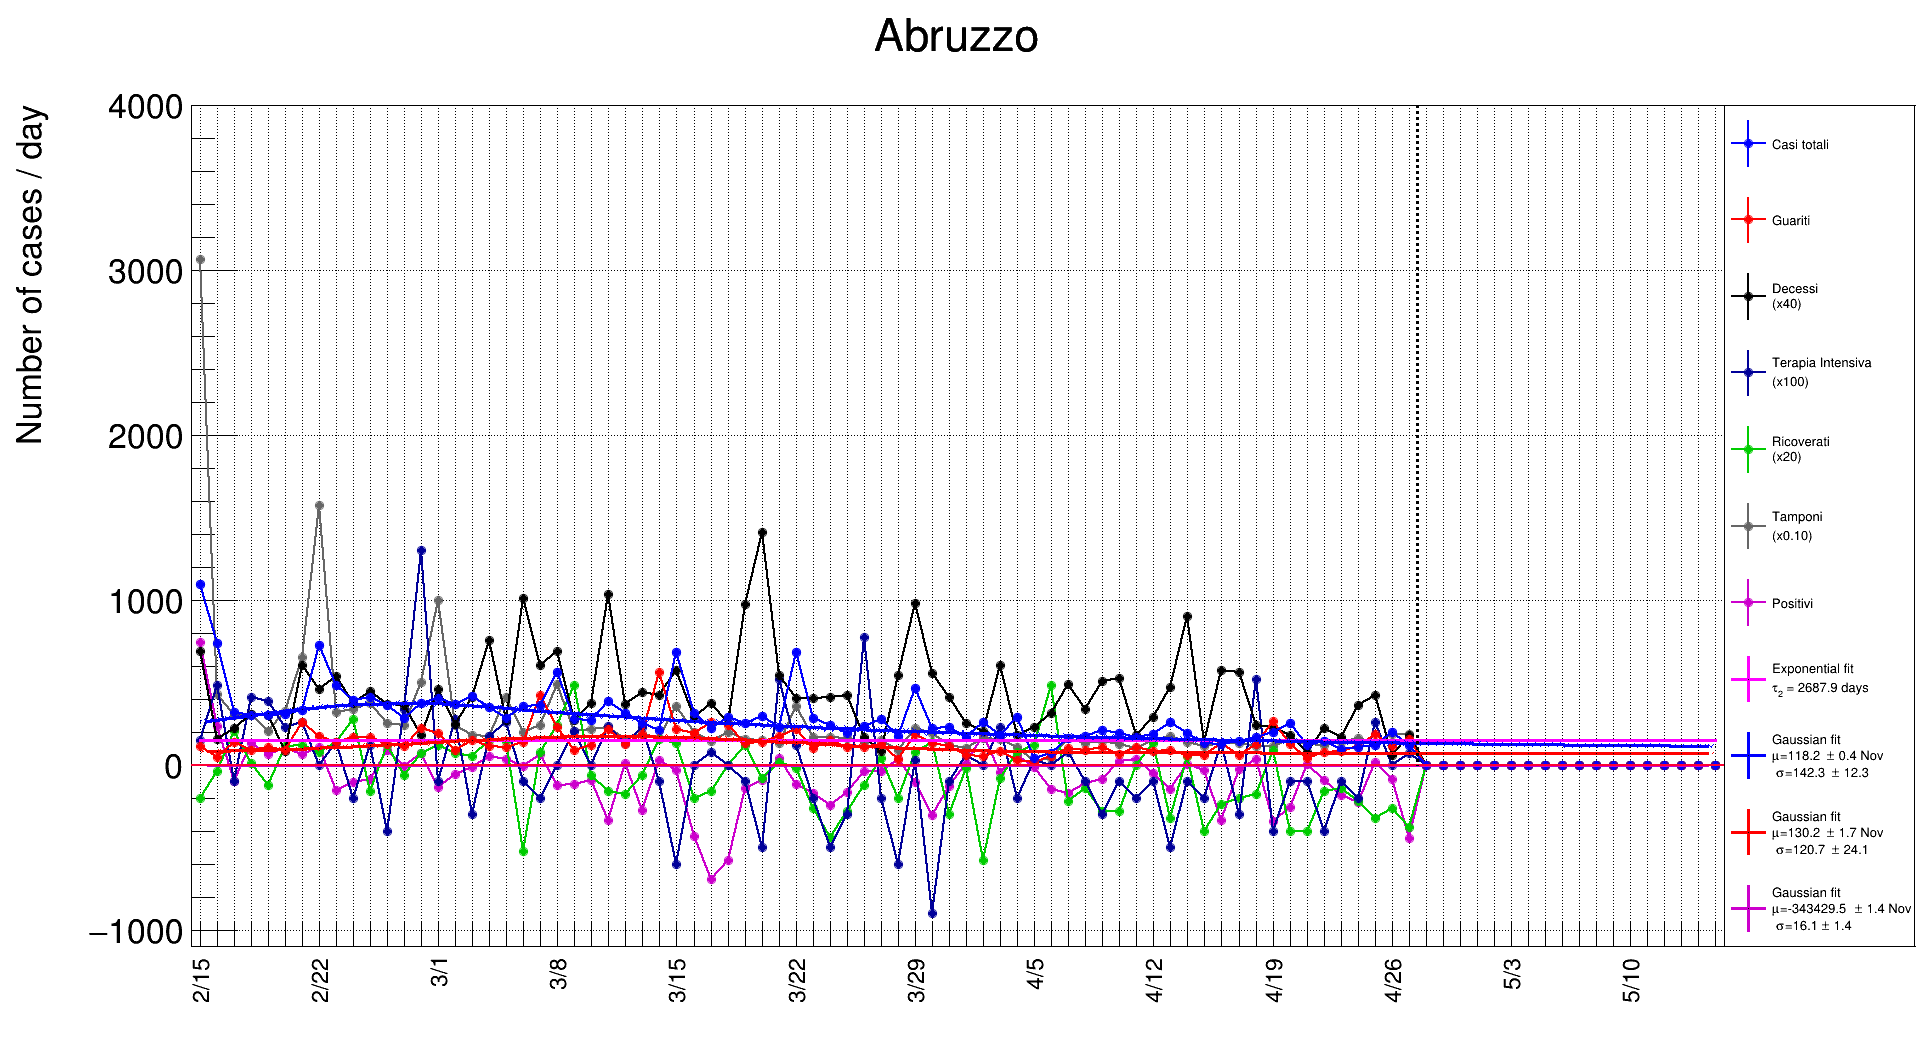 Abruzzo
Number of cases / day
4000
3000
2000
1000
0
−1000
2/15
2/22
3/1
3/8
3/15
3/22
3/29
4/5
4/12
4/19
4/26
5/3
5/10
Casi totali
Guariti
Decessi
(x40)
Terapia Intensiva
(x100)
Ricoverati
(x20)
Tamponi
(x0.10)
Positivi
Exponential fit
τ2 = 2687.9 days
Gaussian fit
μ=118.2 ± 0.4 Nov
σ=142.3 ± 12.3
Gaussian fit
μ=130.2 ± 1.7 Nov
σ=120.7 ± 24.1
Gaussian fit
μ=-343429.5 ± 1.4 Nov
σ=16.1 ± 1.4